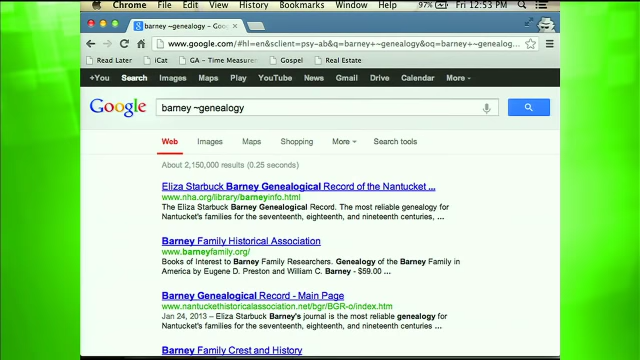 Chrome File Edit View History Bookmarks Window Help 97% Fri 12:53 PM
barney ~genealogy - Goo
www.google.com/#hl=en&sclient=psy-ab&q=barney+~genealogy&oq=barney+~genealog
Read Later iCat GA - Time Measurem Gospel Real Estate
+You Search Images Maps Play YouTube News Gmail Drive Calendar More
Google barney ~genealogy
Web Images Maps Shopping More Search tools
About 2,150,000 results (0.25 seconds)
Eliza Starbuck Barney Genealogical Record of the Nantucket ...
www.nha.org/library/barneyinfo.html
The Eliza Starbuck Barney Genealogical Record. The most reliable genealogy for
Nantucket's families for the seventeenth, eighteenth, and nineteenth centuries, ...
Barney Family Historical Association
www.barneyfamily.org/
Books of Interest to Barney Family Researchers. Genealogy of the Barney Family in
America by Eugene D. Preston and William C. Barney - $59.00 ...
Barney Genealogical Record - Main Page
www.nantuckethistoricalassociation.net/bgr/BGR-o/index.htm
Jan 24, 2013 – Eliza Starbuck Barney's journal is the most reliable genealogy for
Nantucket's families for the seventeenth, eighteenth, and nineteenth centuries, ...
Barney Family Crest and History